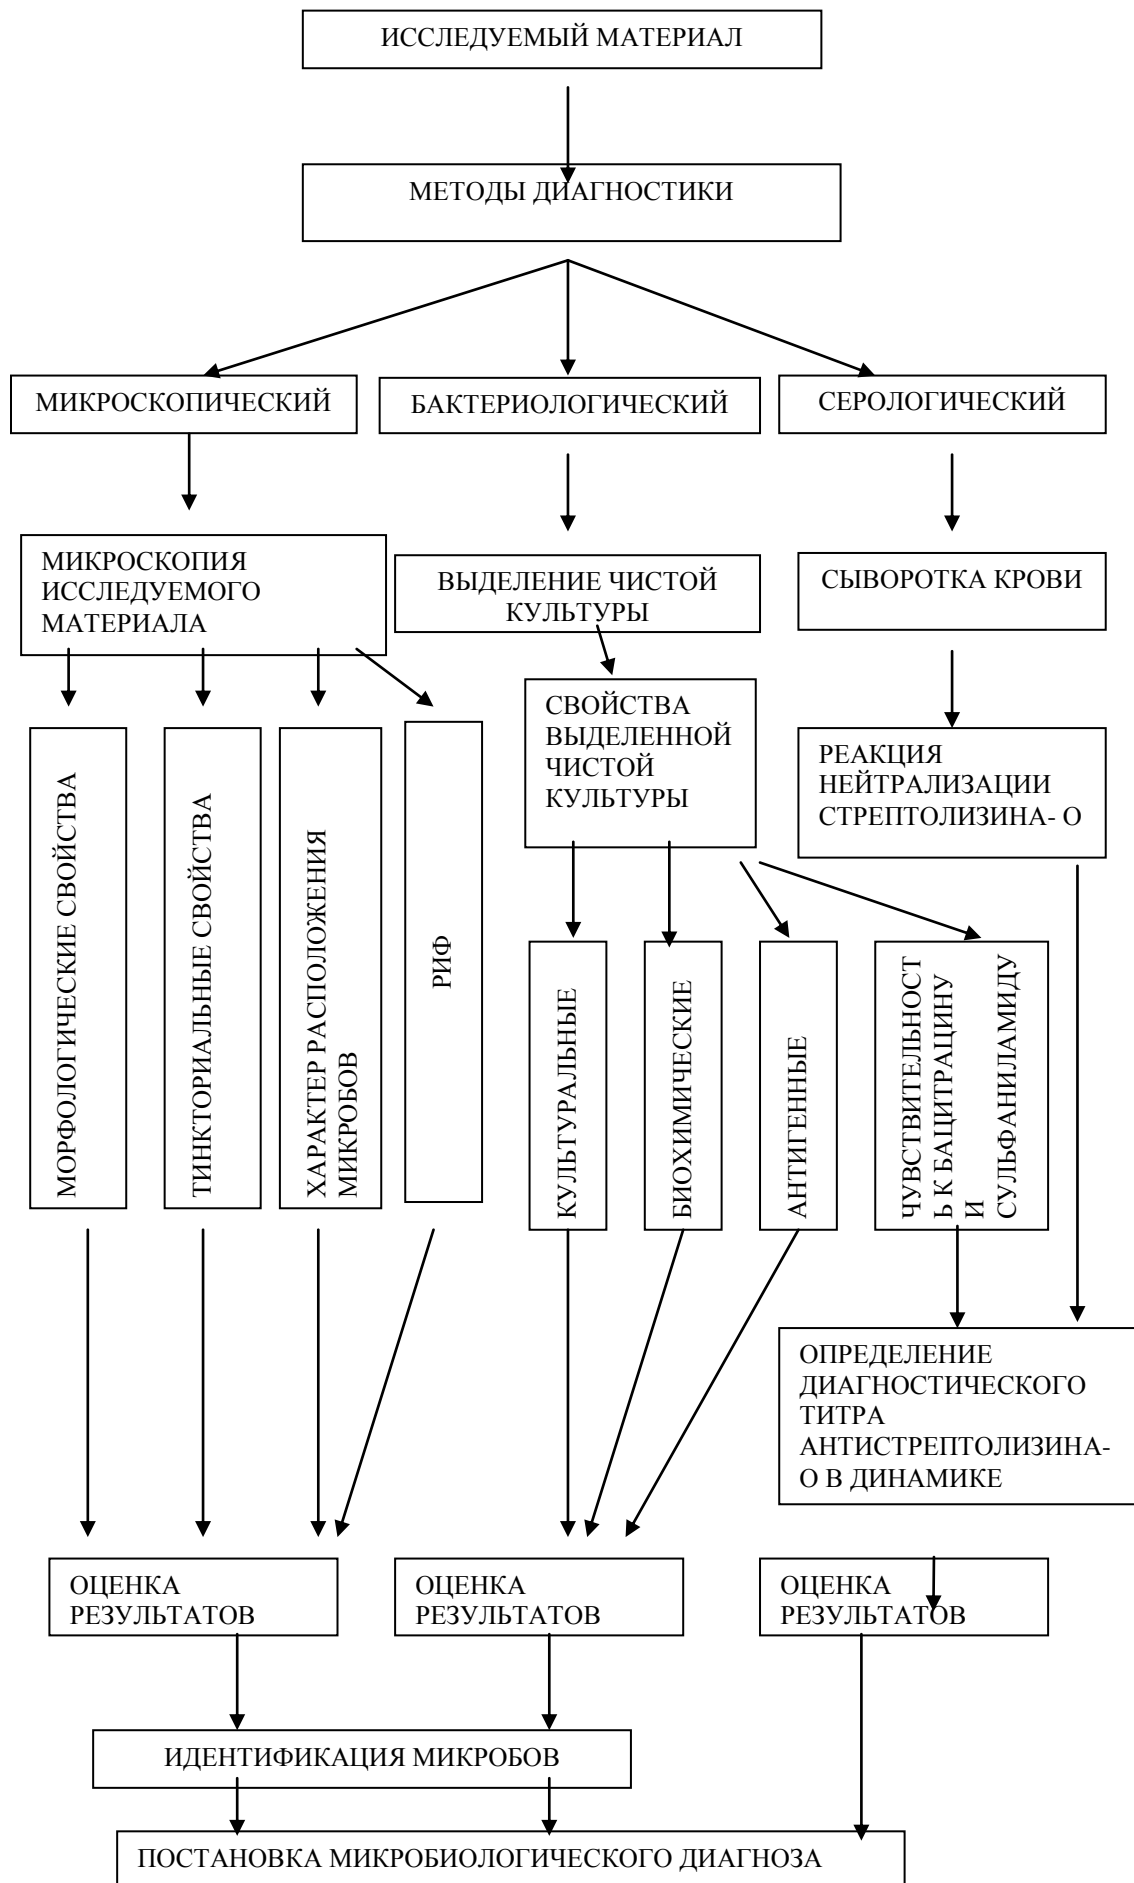 ИССЛЕДУЕМЫЙ МАТЕРИАЛ
МЕТОДЫ ДИАГНОСТИКИ
МИКРОСКОПИЧЕСКИЙ
БАКТЕРИОЛОГИЧЕСКИЙ
СЕРОЛОГИЧЕСКИЙ
МИКРОСКОПИЯ
ИССЛЕДУЕМОГО
МАТЕРИАЛА
ВЫДЕЛЕНИЕ ЧИСТОЙ
КУЛЬТУРЫ
СЫВОРОТКА КРОВИ
СВОЙСТВА
ВЫДЕЛЕННОЙ
ЧИСТОЙ
КУЛЬТУРЫ
РЕАКЦИЯ
НЕЙТРАЛИЗАЦИИ
СТРЕПТОЛИЗИНА- О
МОРФОЛОГИЧЕСКИЕ СВОЙСТВА
ТИНКТОРИАЛЬНЫЕ СВОЙСТВА
ХАРАКТЕР РАСПОЛОЖЕНИЯ
МИКРОБОВ
РИФ
КУЛЬТУРАЛЬНЫЕ
БИОХИМИЧЕСКИЕ
АНТИГЕННЫЕ
ЧУВСТВИТЕЛЬНОСТ
Ь К БАЦИТРАЦИНУ
И
СУЛЬФАНИЛАМИДУ
ОПРЕДЕЛЕНИЕ
ДИАГНОСТИЧЕСКОГО
ТИТРА
АНТИСТРЕПТОЛИЗИНА-
О В ДИНАМИКЕ
ОЦЕНКА
РЕЗУЛЬТАТОВ
ОЦЕНКА
РЕЗУЛЬТАТОВ
ОЦЕНКА
РЕЗУЛЬТАТОВ
ИДЕНТИФИКАЦИЯ МИКРОБОВ
ПОСТАНОВКА МИКРОБИОЛОГИЧЕСКОГО ДИАГНОЗА